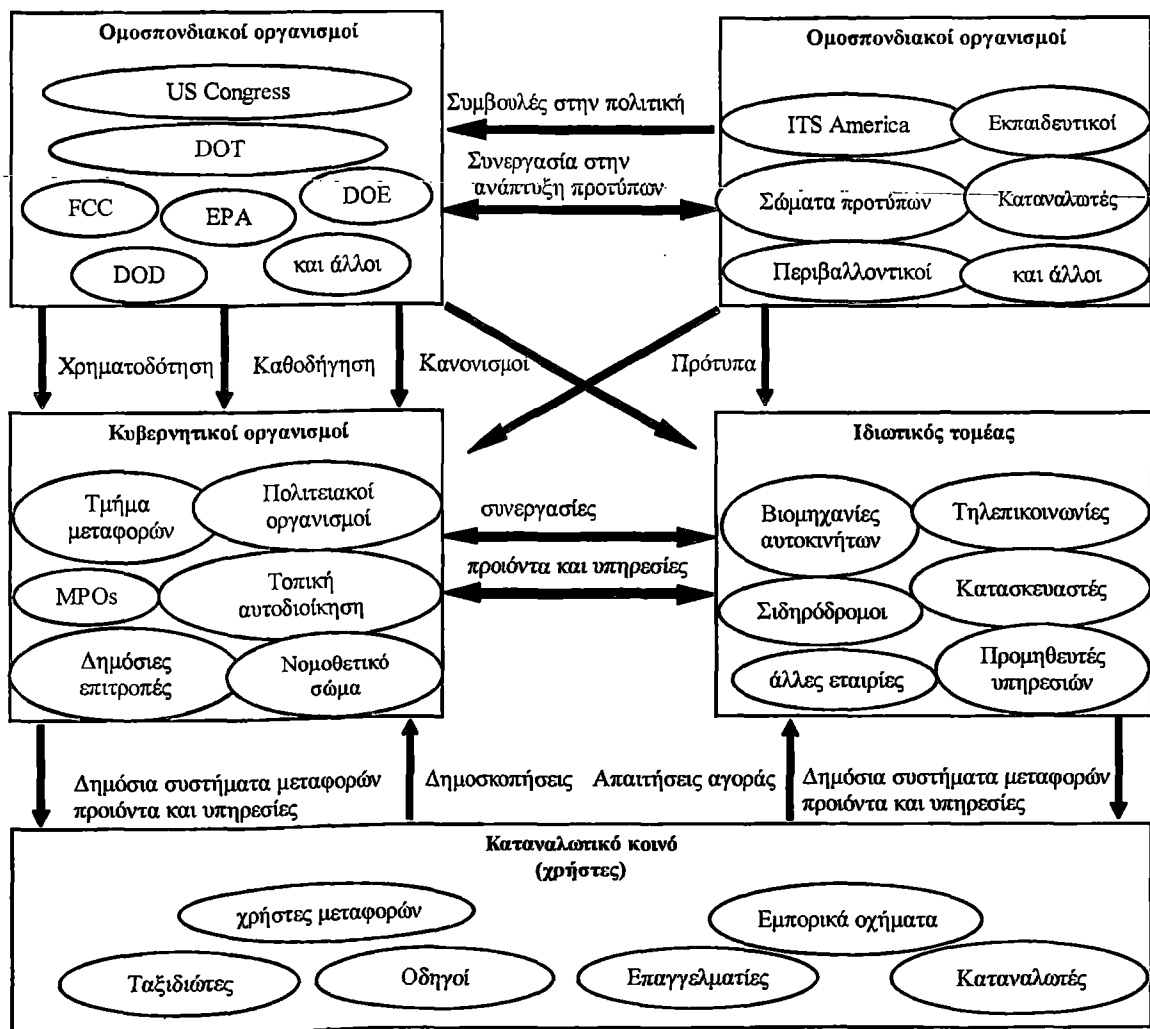 Ομοσπονδιακοί οργανισμοί
US Congress
DOT
FCC
EPA
DOE
DOD
και άλλοι
Συμβουλές στην πολιτική
Συνεργασία στην
ανάπτυξη προτύπων
Ομοσπονδιακοί οργανισμοί
ITS America
Εκπαιδευτικοί
Σώματα προτύπων
Καταναλωτές
Περιβαλλοντικοί
και άλλοι
Χρηματοδότηση
Καθοδήγηση
Κανονισμοί
Πρότυπα
Κυβερνητικοί οργανισμοί
Τμήμα
μεταφορών
Πολιτειακοί
οργανισμοί
MPOs
Τοπική
αυτοδιοίκηση
Δημόσιες
επιτροπές
Νομοθετικό
σώμα
συνεργασίες
προιόντα και υπηρεσίες
Ιδιωτικός τομέας
Βιομηχανίες
αυτοκινήτων
Τηλεπικοινωνίες
Σιδηρόδρομοι
Κατασκευαστές
άλλες εταιρίες
Προμηθευτές
υπηρεσιών
Δημόσια συστήματα μεταφορών
προιόντα και υπηρεσίες
Δημοσκοπήσεις
Απαιτήσεις αγοράς
Δημόσια συστήματα μεταφορών
προιόντα και υπηρεσίες
Καταναλωτικό κοινό
(χρήστες)
χρήστες μεταφορών
Εμπορικά οχήματα
Ταξιδιώτες
Οδηγοί
Επαγγελματίες
Καταναλωτές